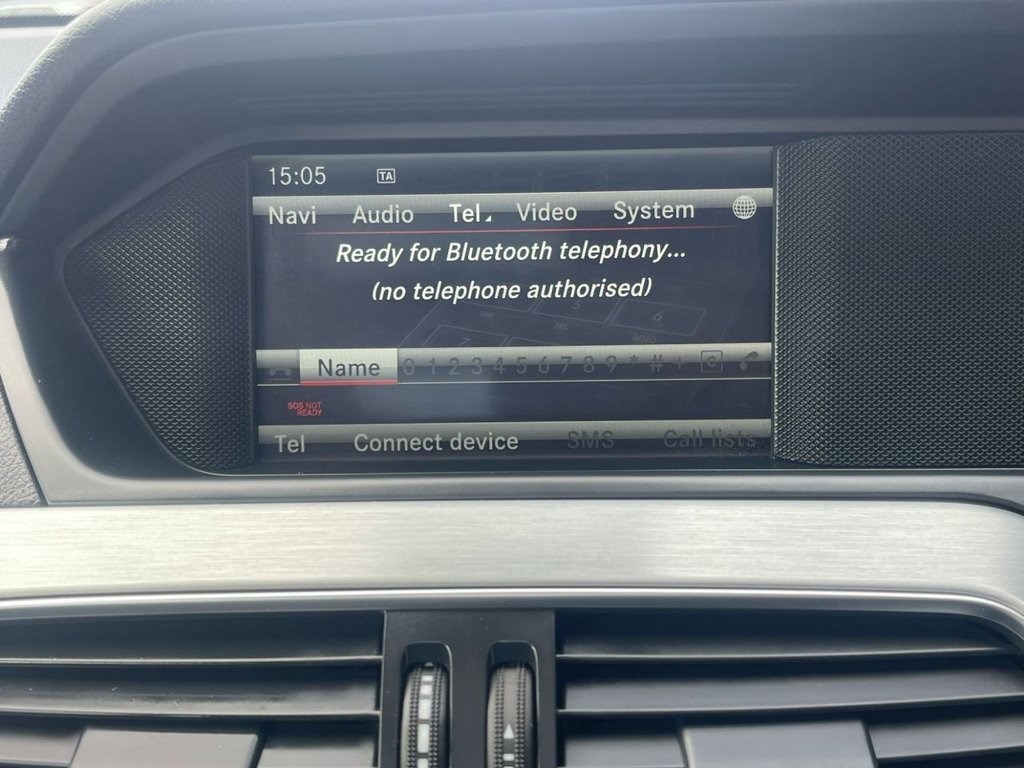 15:05 TA
Navi Audio Tel Video System
Ready for Bluetooth telephony...
(no telephone authorised)
Name 0 1 2 3 4 5 6 7 8 9 * # +
SOS NOT
READY
Tel Connect device SMS Call lists